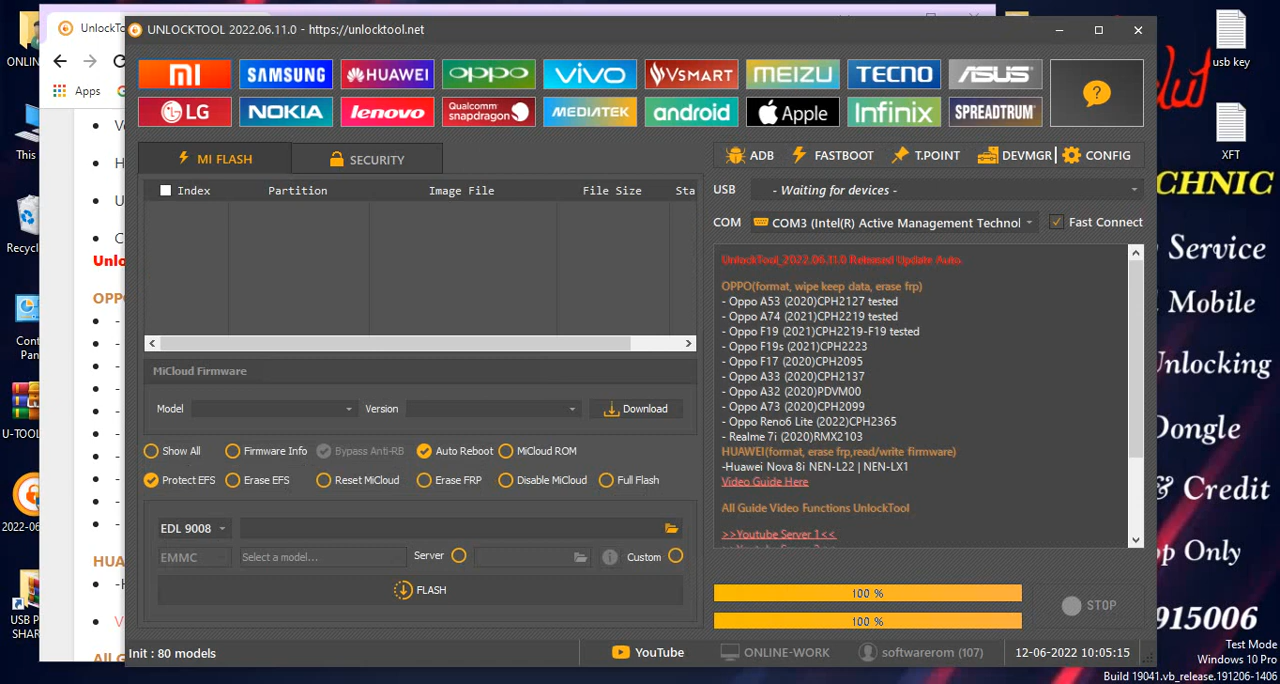 UnlockTo
Apps
ONLIN
This
Recycl
Cont
Pan
U-TOOL
2022-06
USB P
SHAR
Ve
H
U
C
Unlo
OPPO
HUA
-H
V
All G
UNLOCKTOOL 2022.06.11.0 - https://unlocktool.net
MI SAMSUNG HUAWEI OPPO VIVO VSMART MEIZU TECNO ASUS
LG NOKIA lenovo Qualcomm snapdragon MEDIATEK android Apple Infinix SPREADTRUM
?
MI FLASH SECURITY
Index Partition Image File File Size Sta
MiCloud Firmware
Model Version Download
Show All Firmware Info Bypass Anti-RB Auto Reboot MiCloud ROM
Protect EFS Erase EFS Reset MiCloud Erase FRP Disable MiCloud Full Flash
EDL 9008
EMMC Select a model... Server Custom
FLASH
Init : 80 models
ADB FASTBOOT T.POINT DEVMGR CONFIG
USB - Waiting for devices -
COM COM3 (Intel(R) Active Management Technol Fast Connect
UnlockTool_2022.06.11.0 Released Update Auto.
OPPO(format, wipe keep data, erase frp)
- Oppo A53 (2020)CPH2127 tested
- Oppo A74 (2021)CPH2219 tested
- Oppo F19 (2021)CPH2219-F19 tested
- Oppo F19s (2021)CPH2223
- Oppo F17 (2020)CPH2095
- Oppo A33 (2020)CPH2137
- Oppo A32 (2020)PDVM00
- Oppo A73 (2020)CPH2099
- Oppo Reno6 Lite (2022)CPH2365
- Realme 7i (2020)RMX2103
HUAWEI(format, erase frp,read/write firmware)
-Huawei Nova 8i NEN-L22 | NEN-LX1
Video Guide Here
All Guide Video Functions UnlockTool
>>Youtube Server 1<<
100 %
100 %
STOP
YouTube ONLINE-WORK softwarerom (107) 12-06-2022 10:05:15
usb key
XFT
CHNIC
Service
Mobile
Unlocking
Dongle
& Credit
op Only
915006
Test Mode
Windows 10 Pro
Build 19041.vb_release.191206-1406